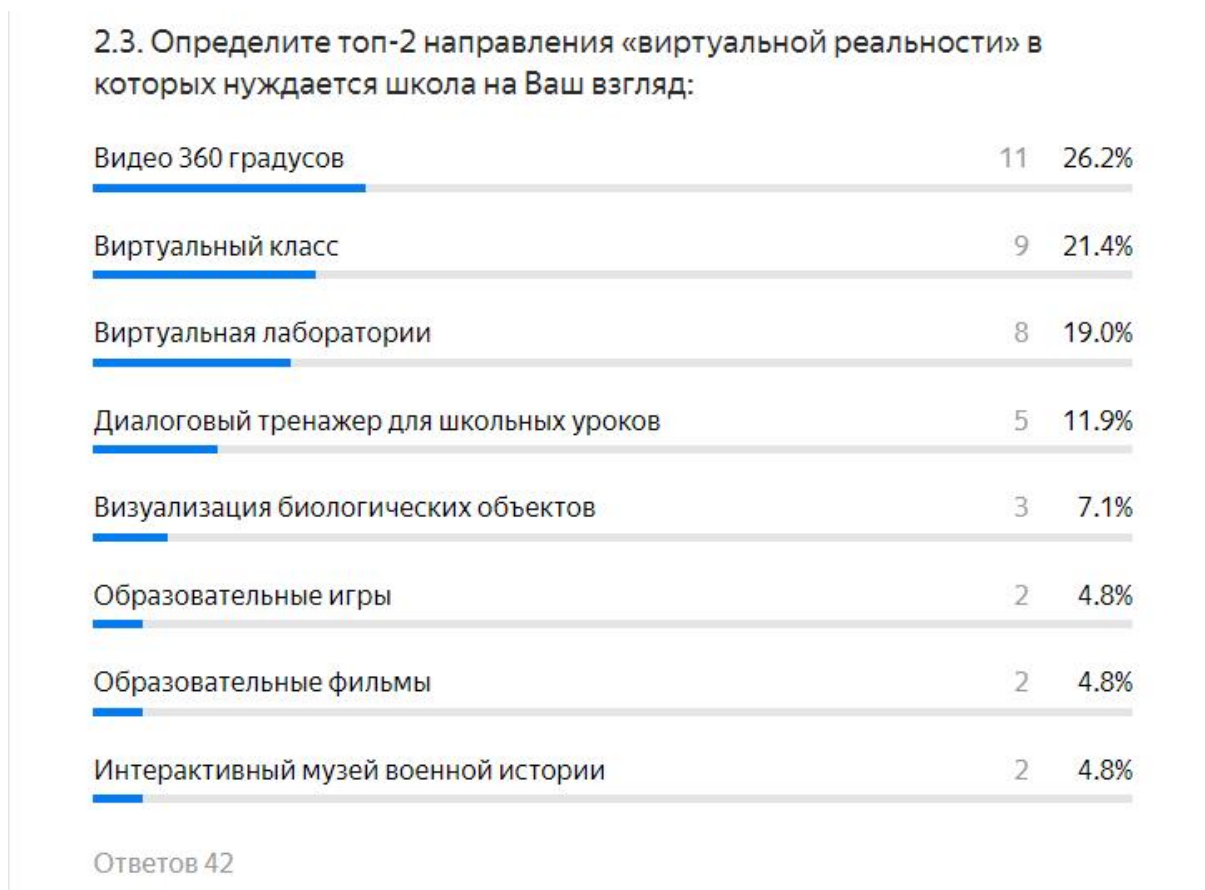 2.3. Определите топ-2 направления «виртуальной реальности» в
которых нуждается школа на Ваш взгляд:
Видео 360 градусов 11 26.2%
Виртуальный класс 9 21.4%
Виртуальная лаборатории 8 19.0%
Диалоговый тренажер для школьных уроков 5 11.9%
Визуализация биологических объектов 3 7.1%
Образовательные игры 2 4.8%
Образовательные фильмы 2 4.8%
Интерактивный музей военной истории 2 4.8%
Ответов 42